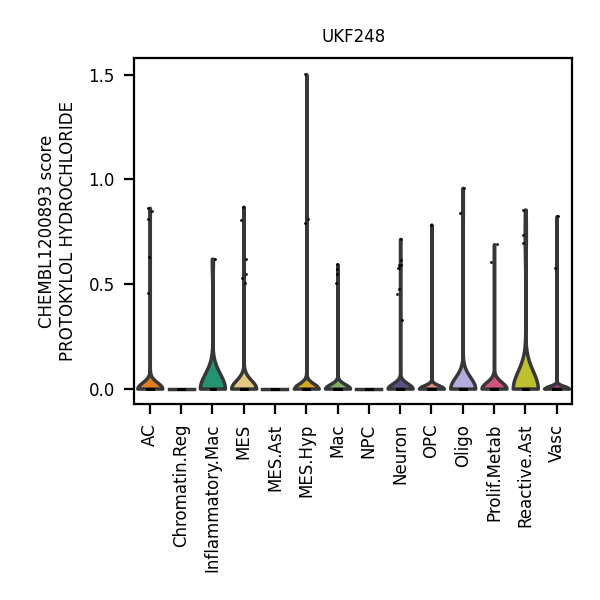 UKF248
CHEMBL1200893 score
PROTOKYLOL HYDROCHLORIDE
1.5
1.0
0.5
0.0
AC
Chromatin.Reg
Inflammatory.Mac
MES
MES.Ast
MES.Hyp
Mac
NPC
Neuron
OPC
Oligo
Prolif.Metab
Reactive.Ast
Vasc